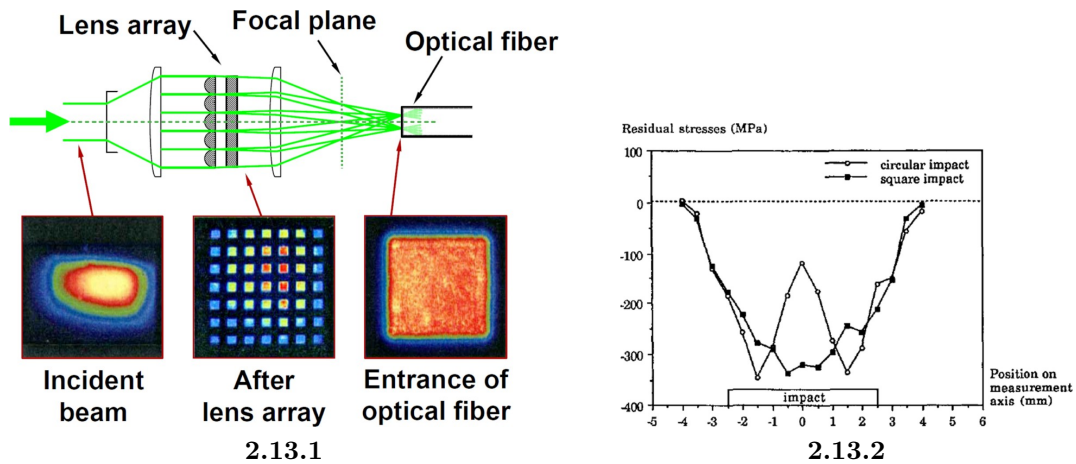 Lens array
Focal plane
Optical fiber
Incident
beam
After
lens array
Entrance of
optical fiber
2.13.1
Residual stresses (MPa)
100
0
-100
-200
-300
-400
circular impact
square impact
impact
-5 -4 -3 -2 -1 0 1 2 3 4 5 6
Position on
measurement
axis (mm)
2.13.2